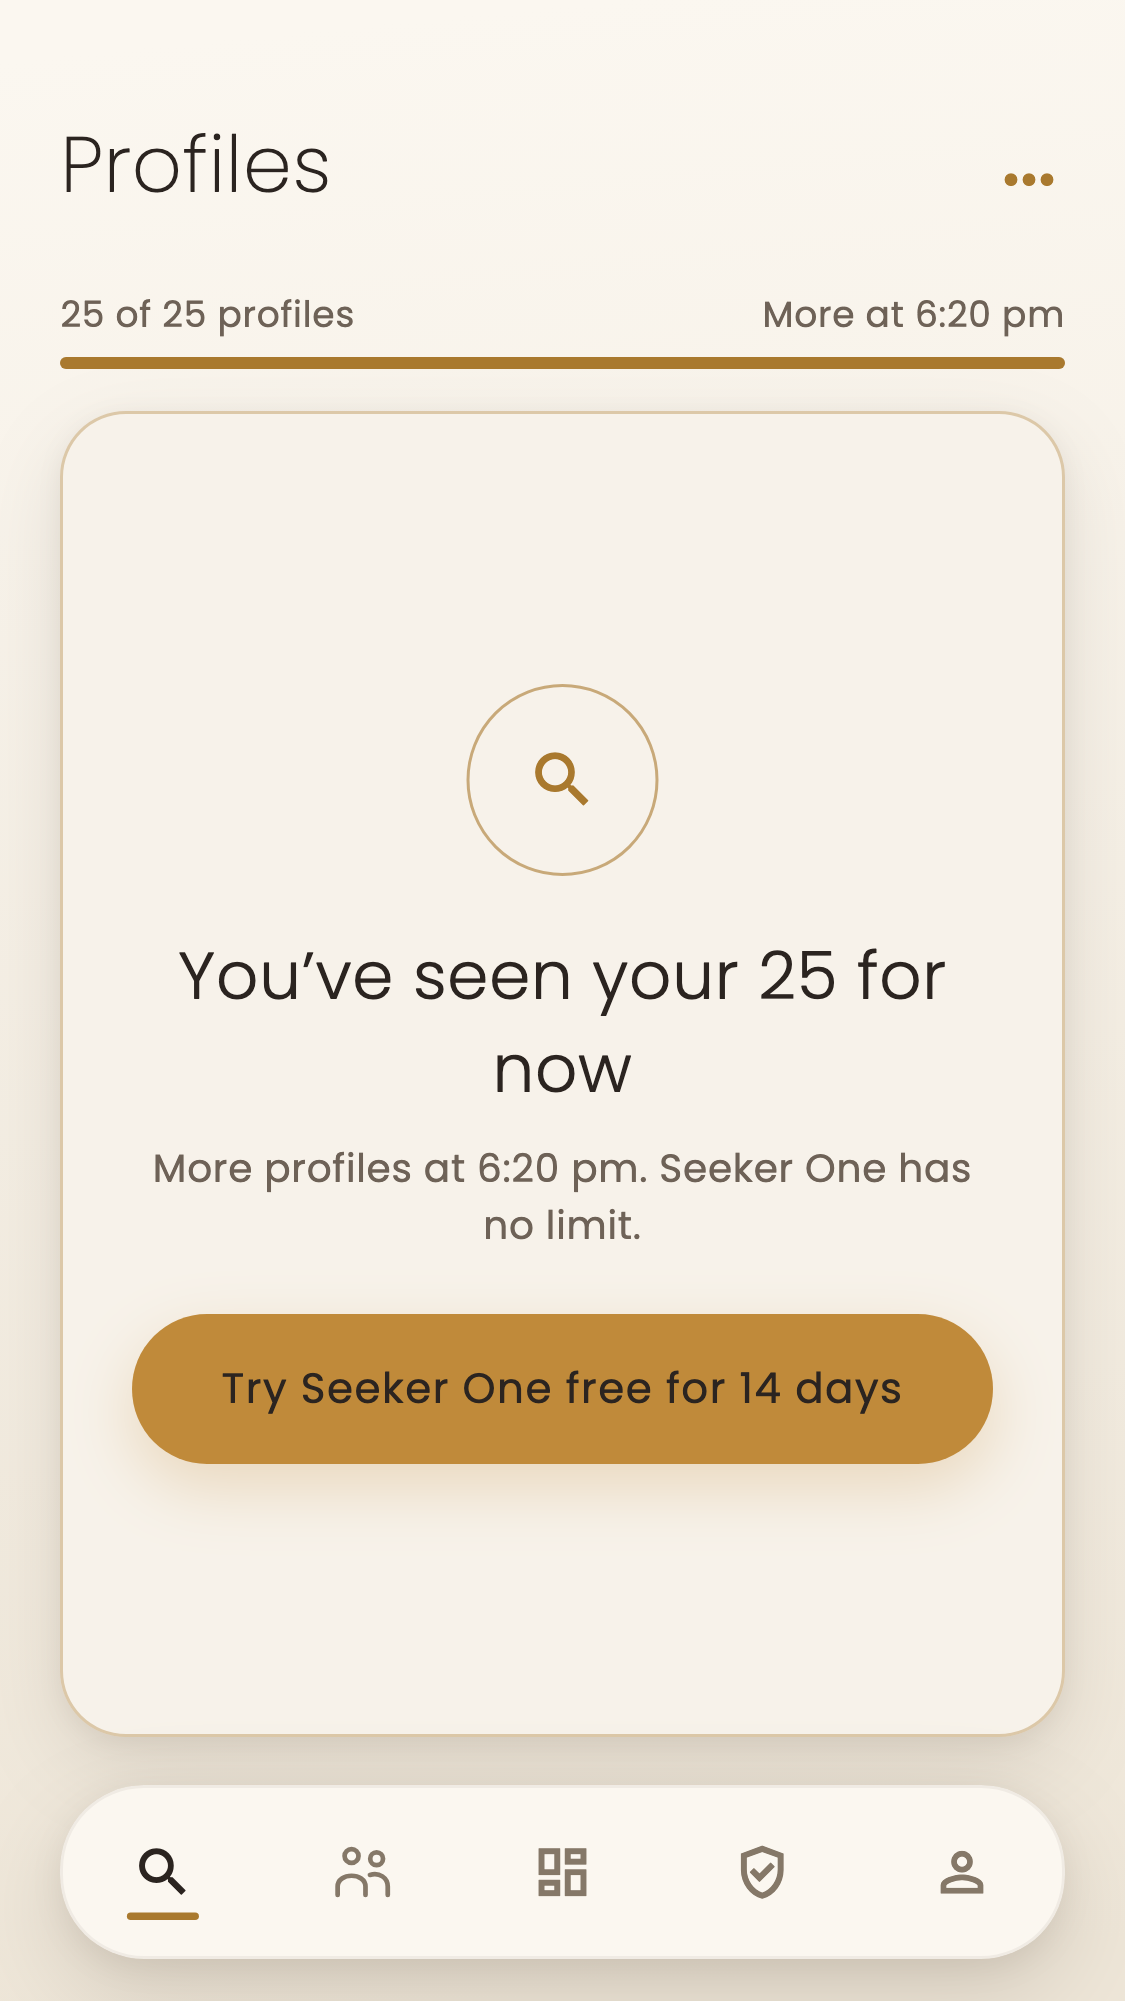 Profiles
25 of 25 profiles
More at 6:20 pm
You’ve seen your 25 for
now
More profiles at 6:20 pm. Seeker One has
no limit.
Try Seeker One free for 14 days